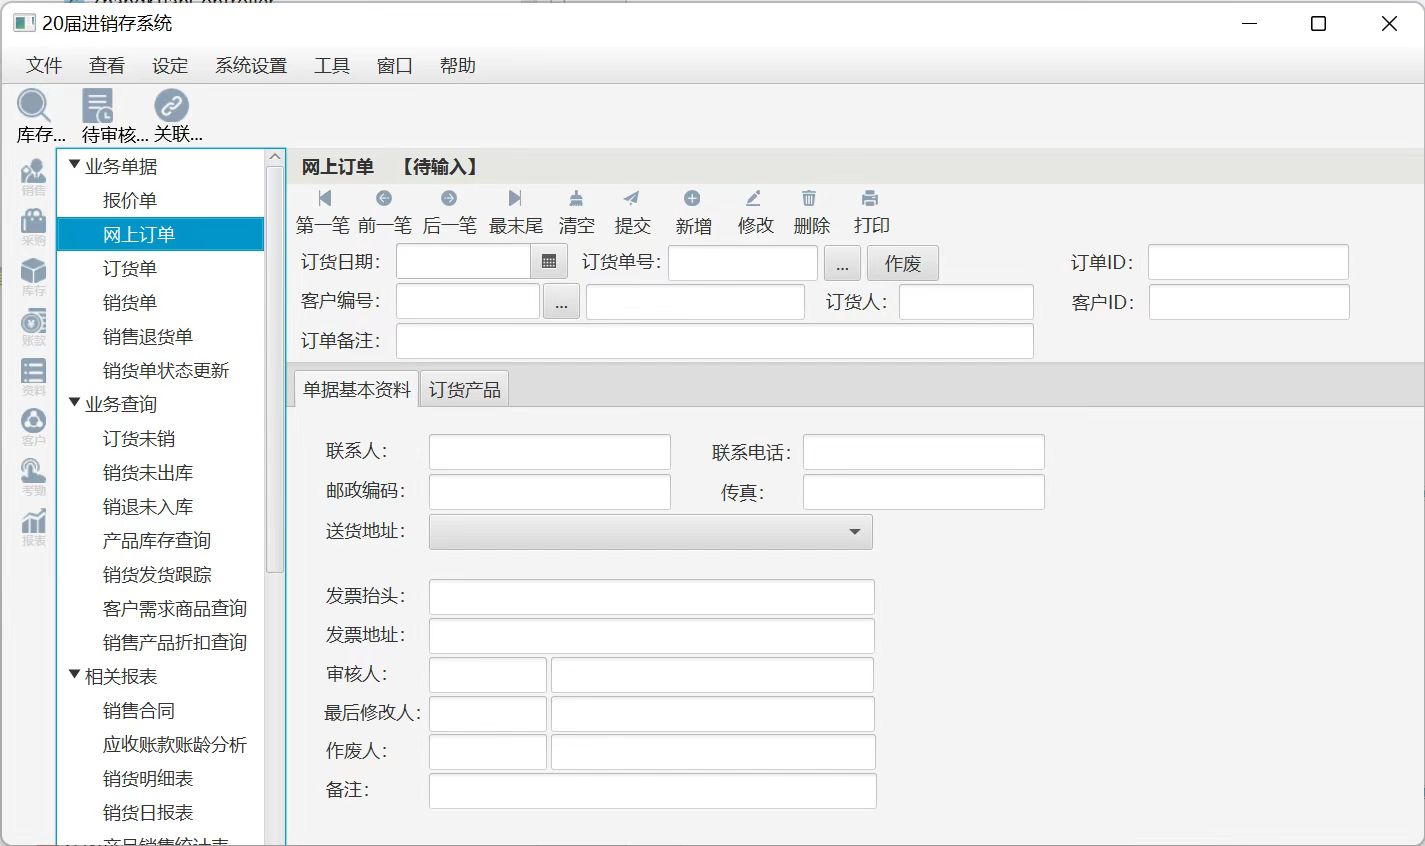 20届进销存系统
文件 查看 设定 系统设置 工具 窗口 帮助
库存... 待审核... 关联...
销售
采购
库存
账款
资料
客户
考勤
报表
业务单据
报价单
网上订单
订货单
销货单
销售退货单
销货单状态更新
业务查询
订货未销
销货未出库
销退未入库
产品库存查询
销货发货跟踪
客户需求商品查询
销售产品折扣查询
相关报表
销售合同
应收账款账龄分析
销货明细表
销货日报表
产品销售统计表
网上订单 【待输入】
第一笔 前一笔 后一笔 最末尾 清空 提交 新增 修改 删除 打印
订货日期： 订货单号： ... 作废 订单ID：
客户编号： ... 订货人： 客户ID：
订单备注：
单据基本资料 订货产品
联系人： 联系电话：
邮政编码： 传真：
送货地址：
发票抬头：
发票地址：
审核人：
最后修改人：
作废人：
备注：